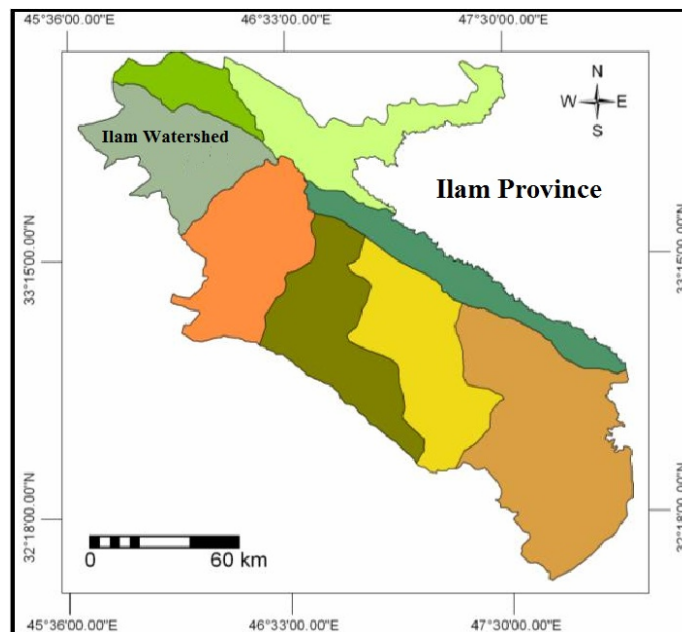 45°36'00.00"E
46°33'00.00"E
47°30'00.00"E
N
W E
S
Ilam Watershed
Ilam Province
33°15'00.00"N
33°15'00.00"N
32°18'00.00"N
32°18'00.00"N
0 60 km
45°36'00.00"E
46°33'00.00"E
47°30'00.00"E